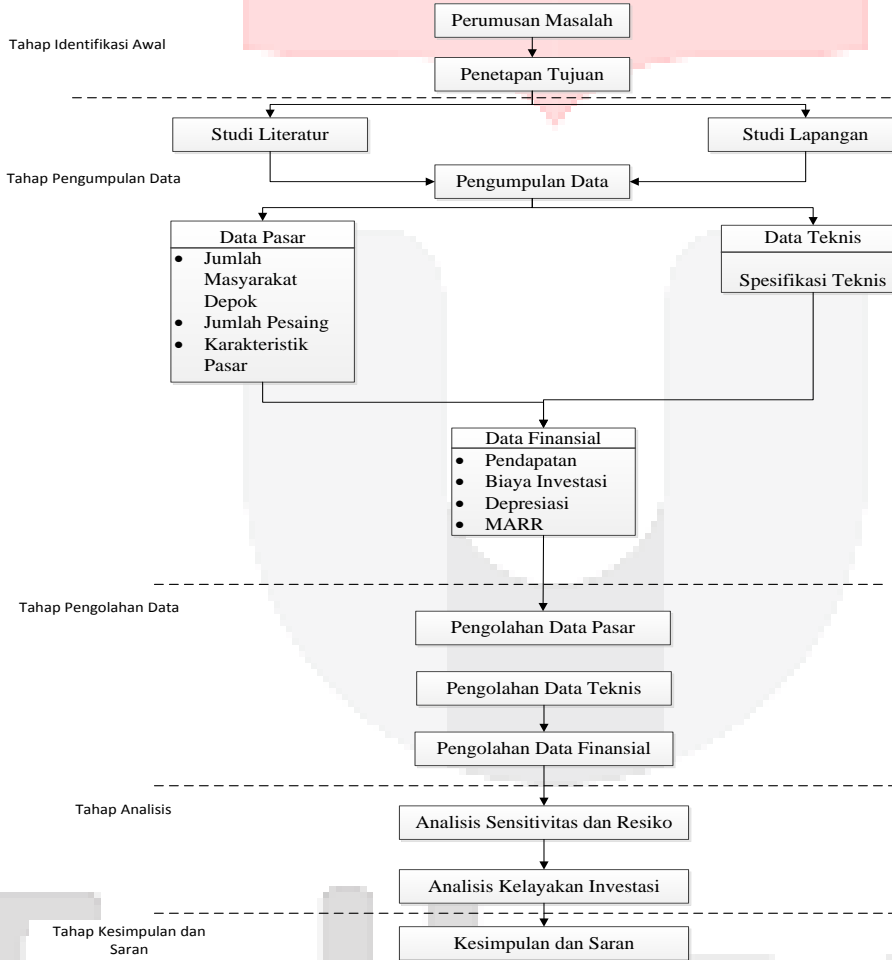 Perumusan Masalah
Tahap Identifikasi Awal
Penetapan Tujuan
Studi Literatur
Studi Lapangan
Tahap Pengumpulan Data
Pengumpulan Data
Data Pasar
• Jumlah
Masyarakat
Depok
• Jumlah Pesaing
• Karakteristik
Pasar
Data Teknis
Spesifikasi Teknis
Data Finansial
• Pendapatan
• Biaya Investasi
• Depresiasi
• MARR
Tahap Pengolahan Data
Pengolahan Data Pasar
Pengolahan Data Teknis
Pengolahan Data Finansial
Tahap Analisis
Analisis Sensitivitas dan Resiko
Analisis Kelayakan Investasi
Tahap Kesimpulan dan
Saran
Kesimpulan dan Saran